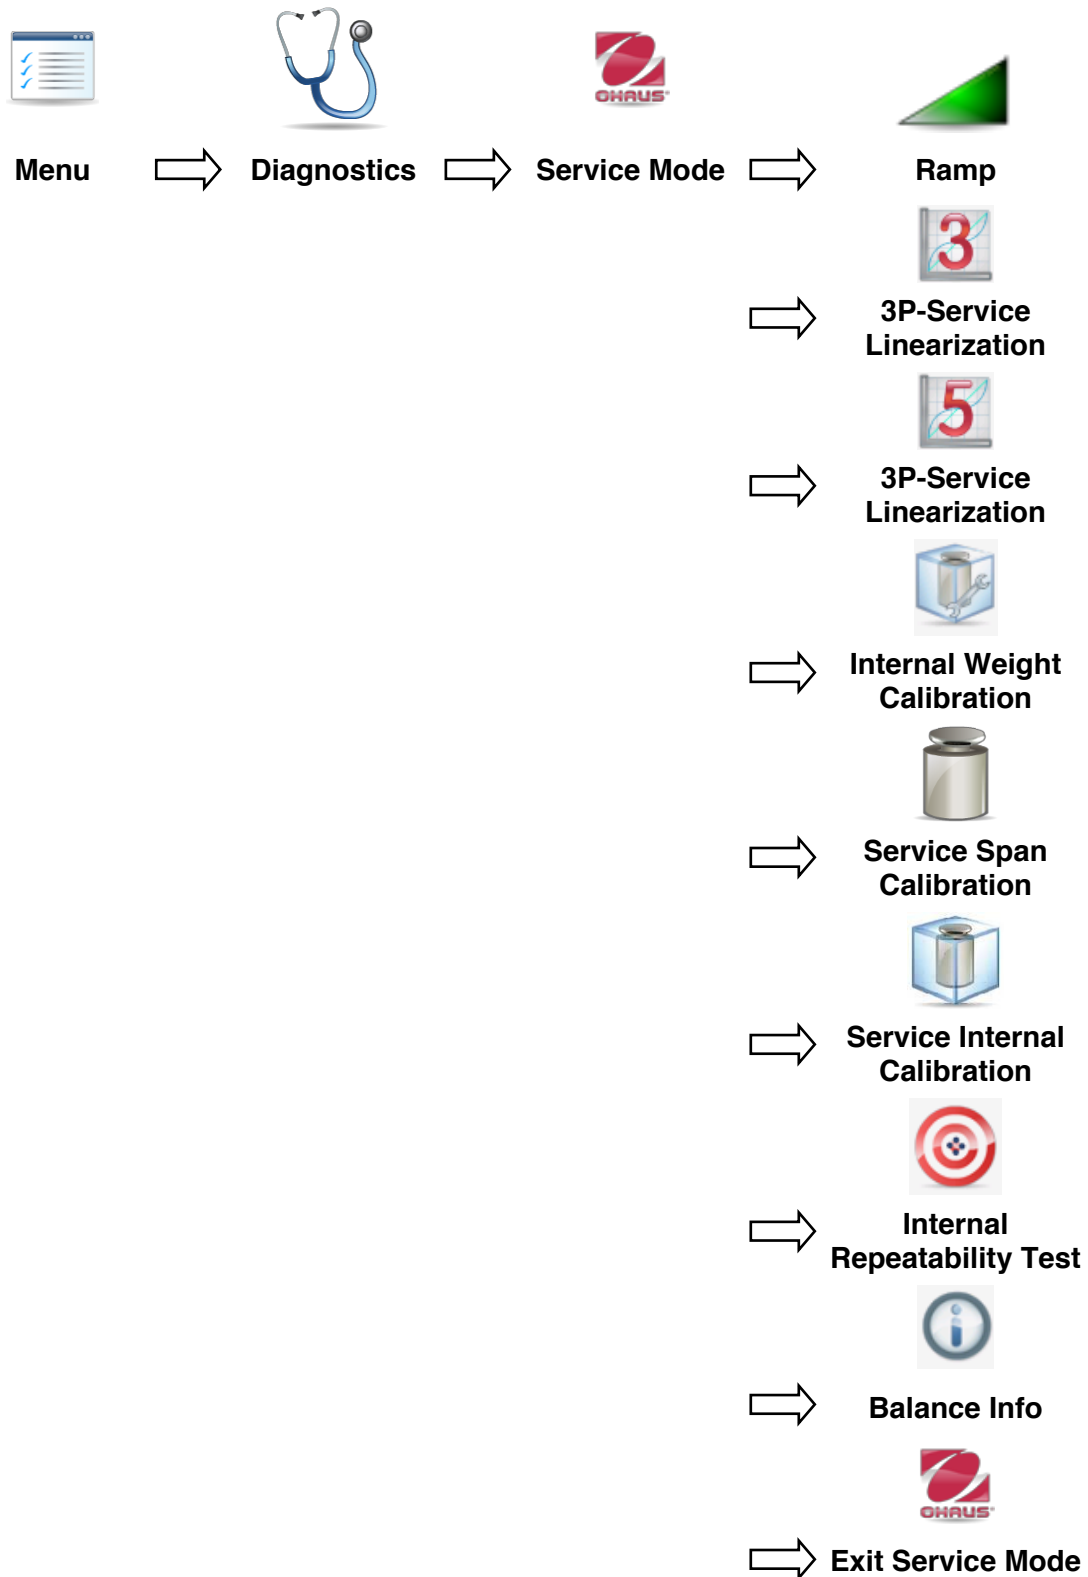 OHAUS
Menu Diagnostics Service Mode Ramp
3
3P-Service
Linearization
5
3P-Service
Linearization
Internal Weight
Calibration
Service Span
Calibration
Service Internal
Calibration
Internal
Repeatability Test
i
Balance Info
OHAUS
Exit Service Mode